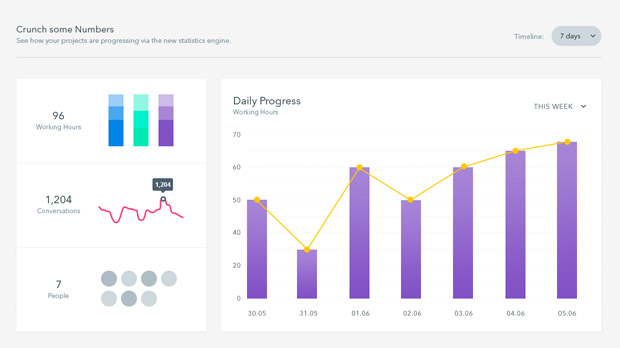 Crunch some Numbers
See how your projects are progressing via the new statistics engine.
Timeline:
7 days
96
Working Hours
1,204
1,204
Conversations
7
People
Daily Progress
Working Hours
THIS WEEK
70
60
50
40
20
0
30.05 31.05 01.06 02.06 03.06 04.06 05.06